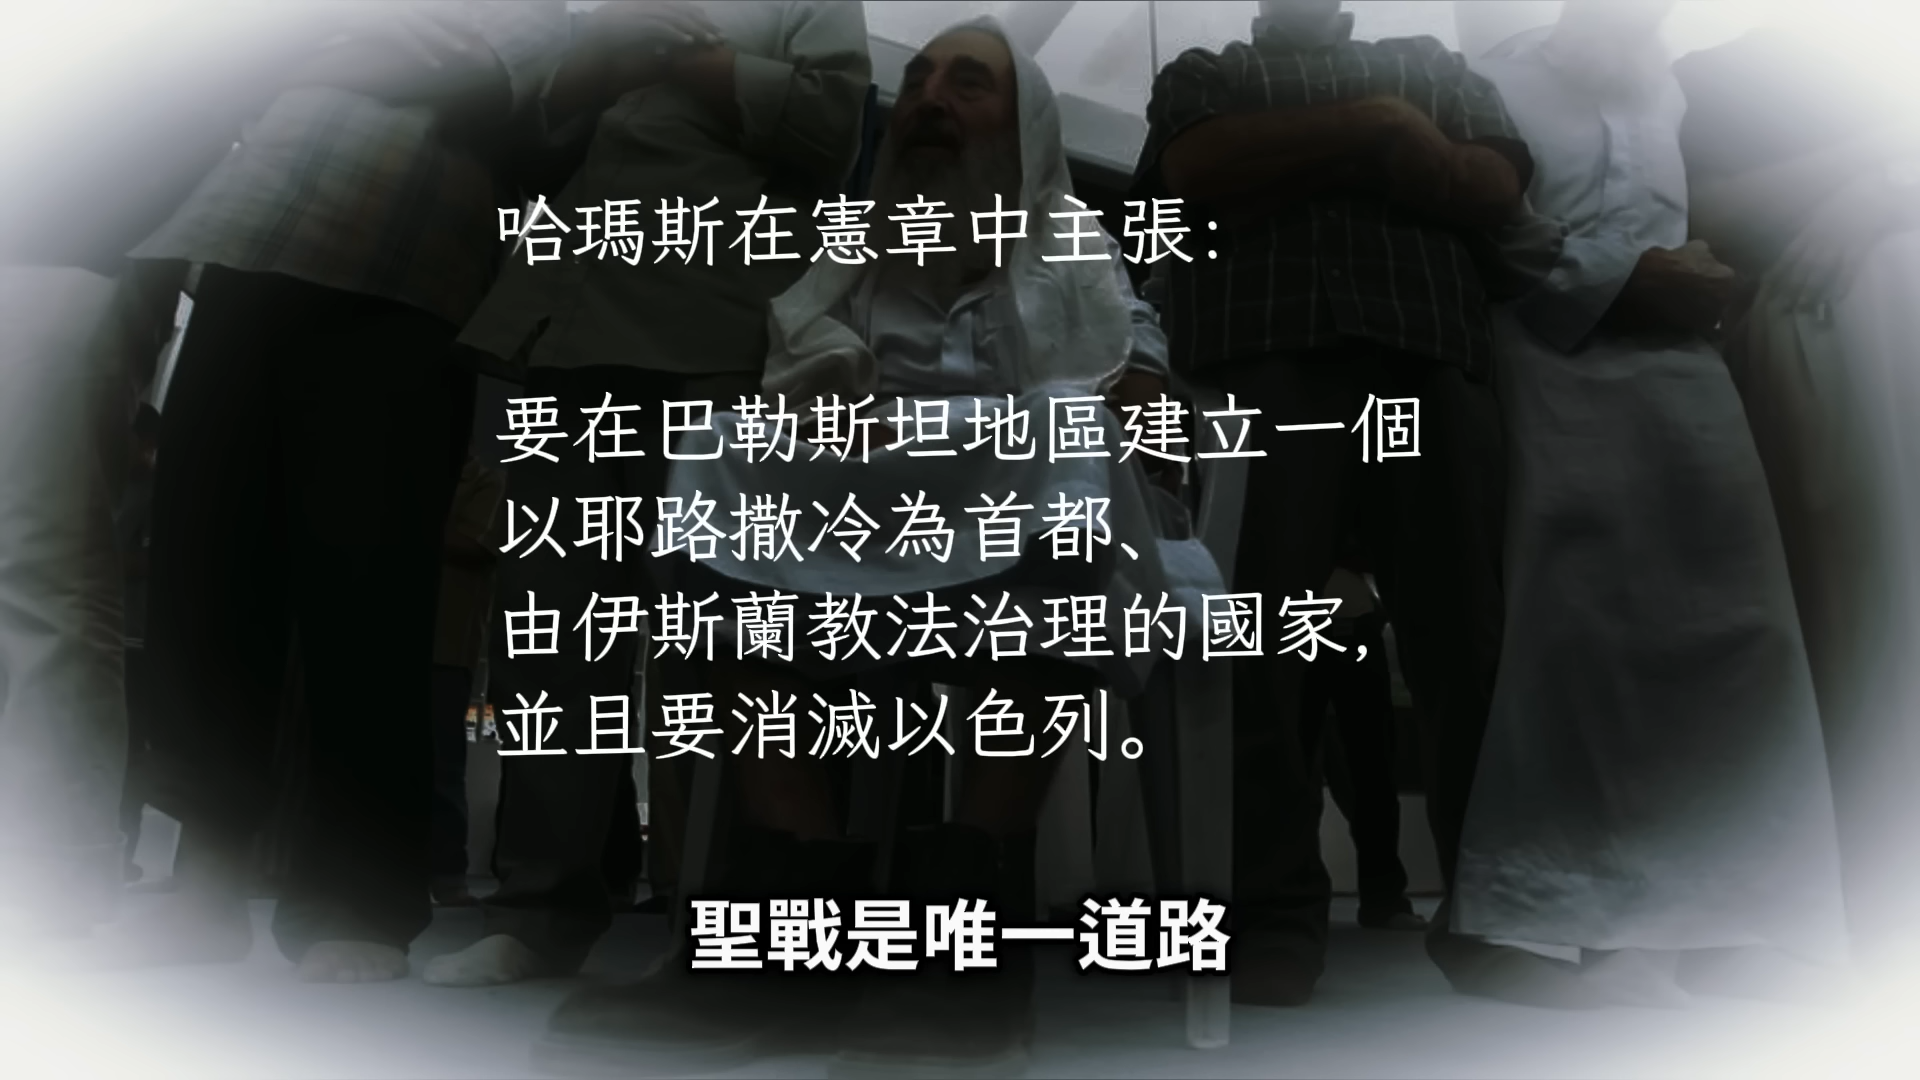 哈瑪斯在憲章中主張：
要在巴勒斯坦地區建立一個
以耶路撒冷為首都、
由伊斯蘭教法治理的國家，
並且要消滅以色列。
聖戰是唯一道路